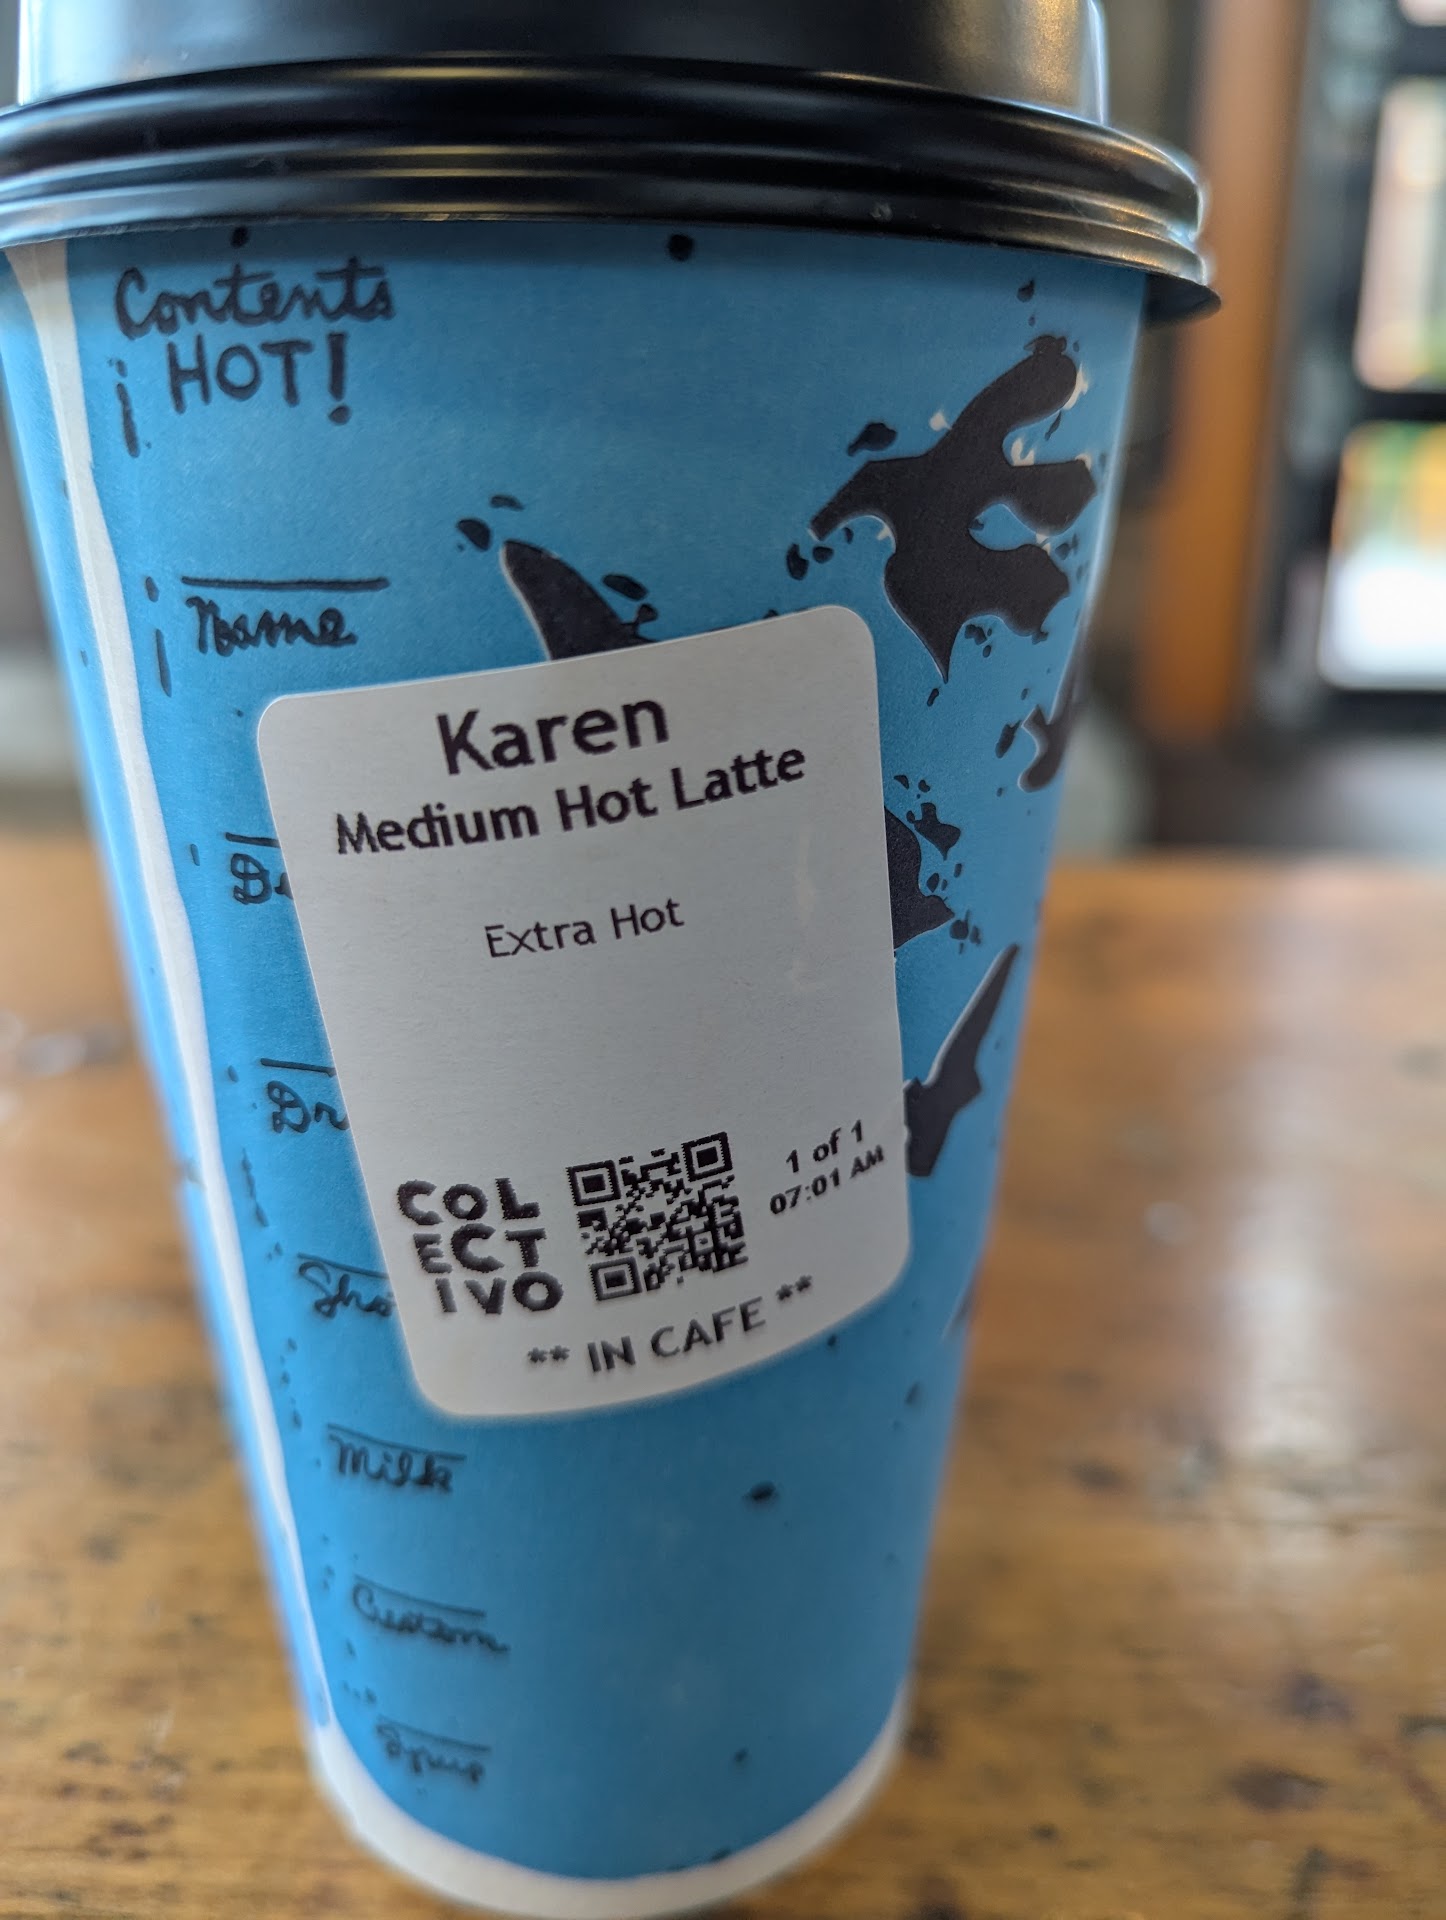 Contents
¡HOT!
Name
Karen
Medium Hot Latte
Extra Hot
COL
ECT
IVO
1 of 1
07:01 AM
** IN CAFE **
Milk
Custom
Syrup